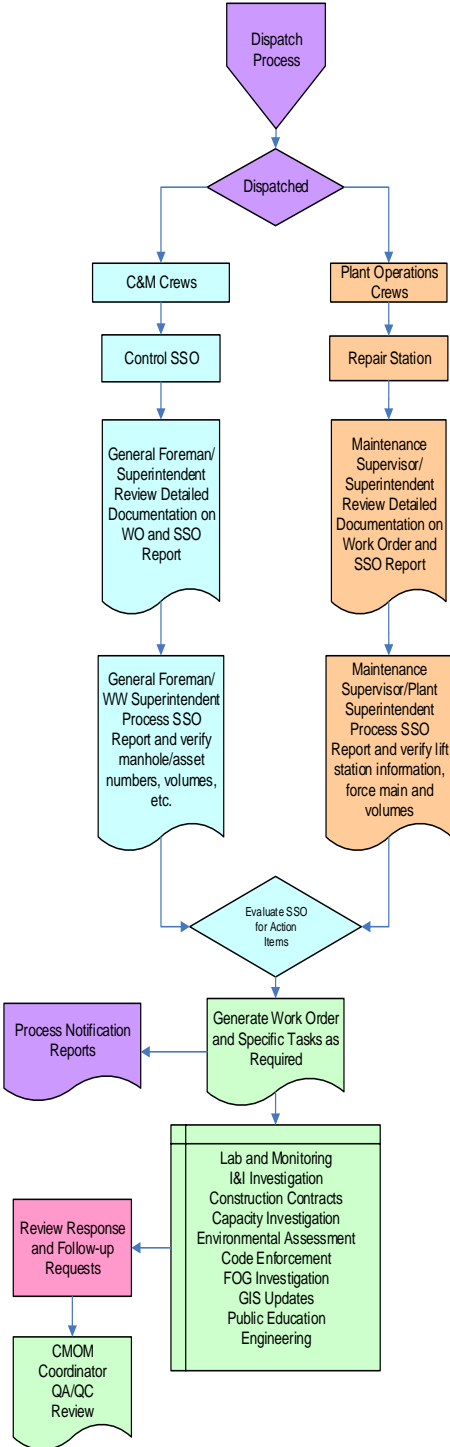 Dispatch
Process
Dispatched
C&M Crews
Plant Operations
Crews
Control SSO
Repair Station
General Foreman/
Superintendent
Review Detailed
Documentation on
WO and SSO
Report
Maintenance
Supervisor/
Superintendent
Review Detailed
Documentation on
Work Order and
SSO Report
General Foreman/
WW Superintendent
Process SSO
Report and verify
manhole/asset
numbers, volumes,
etc.
Maintenance
Supervisor/Plant
Superintendent
Process SSO
Report and verify lift
station information,
force main and
volumes
Evaluate SSO
for Action
Items
Generate Work Order
and Specific Tasks as
Required
Process Notification
Reports
Lab and Monitoring
I&I Investigation
Construction Contracts
Capacity Investigation
Environmental Assessment
Code Enforcement
FOG Investigation
GIS Updates
Public Education
Engineering
Review Response
and Follow-up
Requests
CMOM
Coordinator
QA/QC
Review